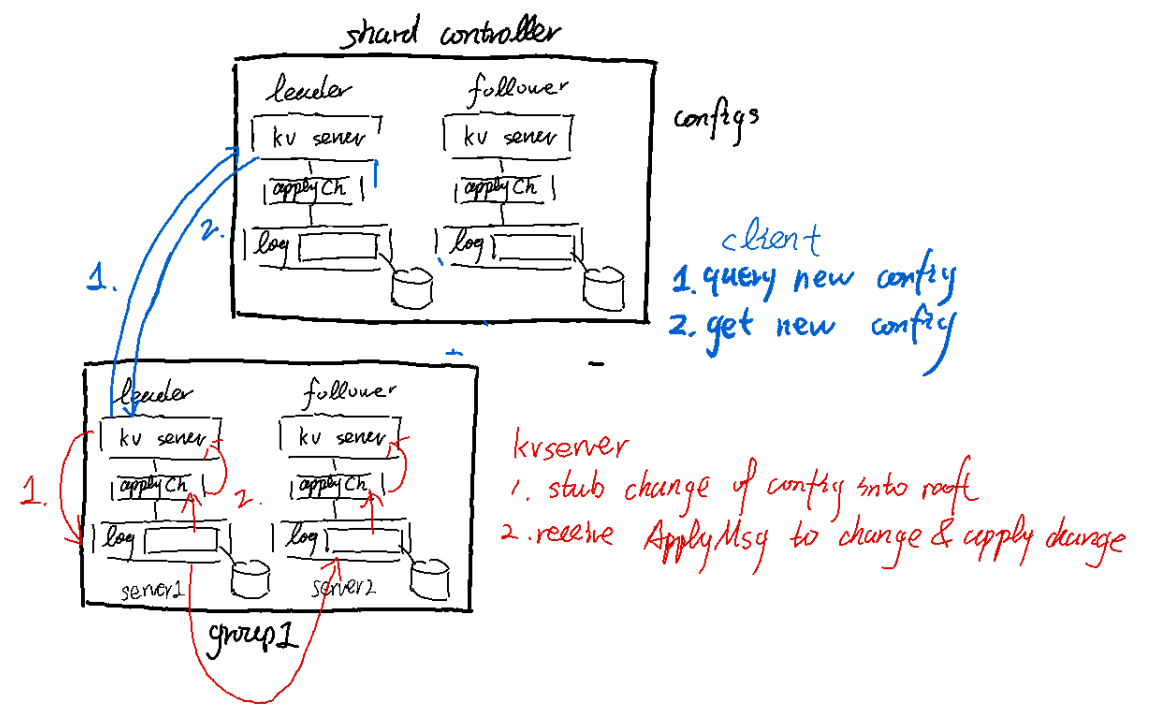 shard controller
leader
follower
kv server
kv server
configs
applyCh
applyCh
2.
log
log
client
1.
1. query new config
2. get new config
leader
follower
kv server
kv server
kvserver
1.
applyCh
2.
applyCh
1. stub change of config into raft
log
log
2. receive ApplyMsg to change & apply change
server1
server2
group1